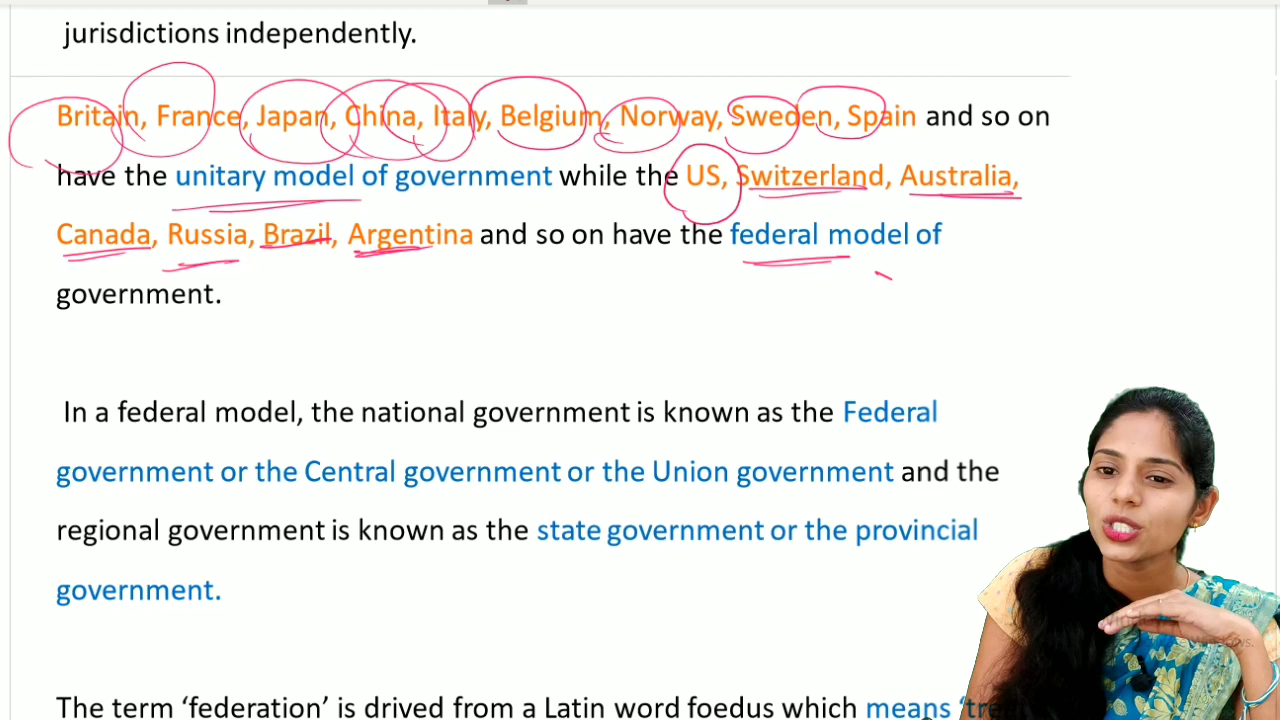 jurisdictions independently.
Britain, France, Japan, China, Italy, Belgium, Norway, Sweden, Spain and so on
have the unitary model of government while the US, Switzerland, Australia,
Canada, Russia, Brazil, Argentina and so on have the federal model of
government.
In a federal model, the national government is known as the Federal
government or the Central government or the Union government and the
regional government is known as the state government or the provincial
government.
The term ‘federation’ is drived from a Latin word foedus which means